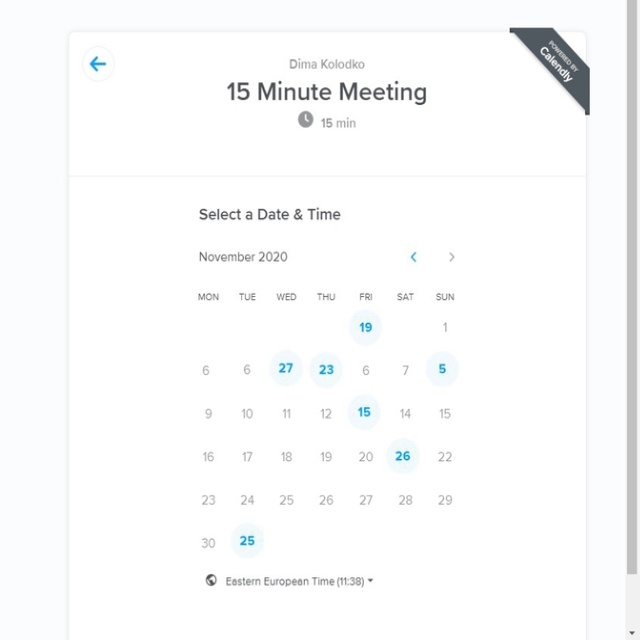 POWERED BY
Calendly
Dima Kolodko
15 Minute Meeting
15 min
Select a Date & Time
November 2020
MON TUE WED THU FRI SAT SUN
19 1
6 6 27 23 6 7 5
9 10 11 12 15 14 15
16 17 18 19 20 26 22
23 24 25 26 27 28 29
30 25
Eastern European Time (11:38)